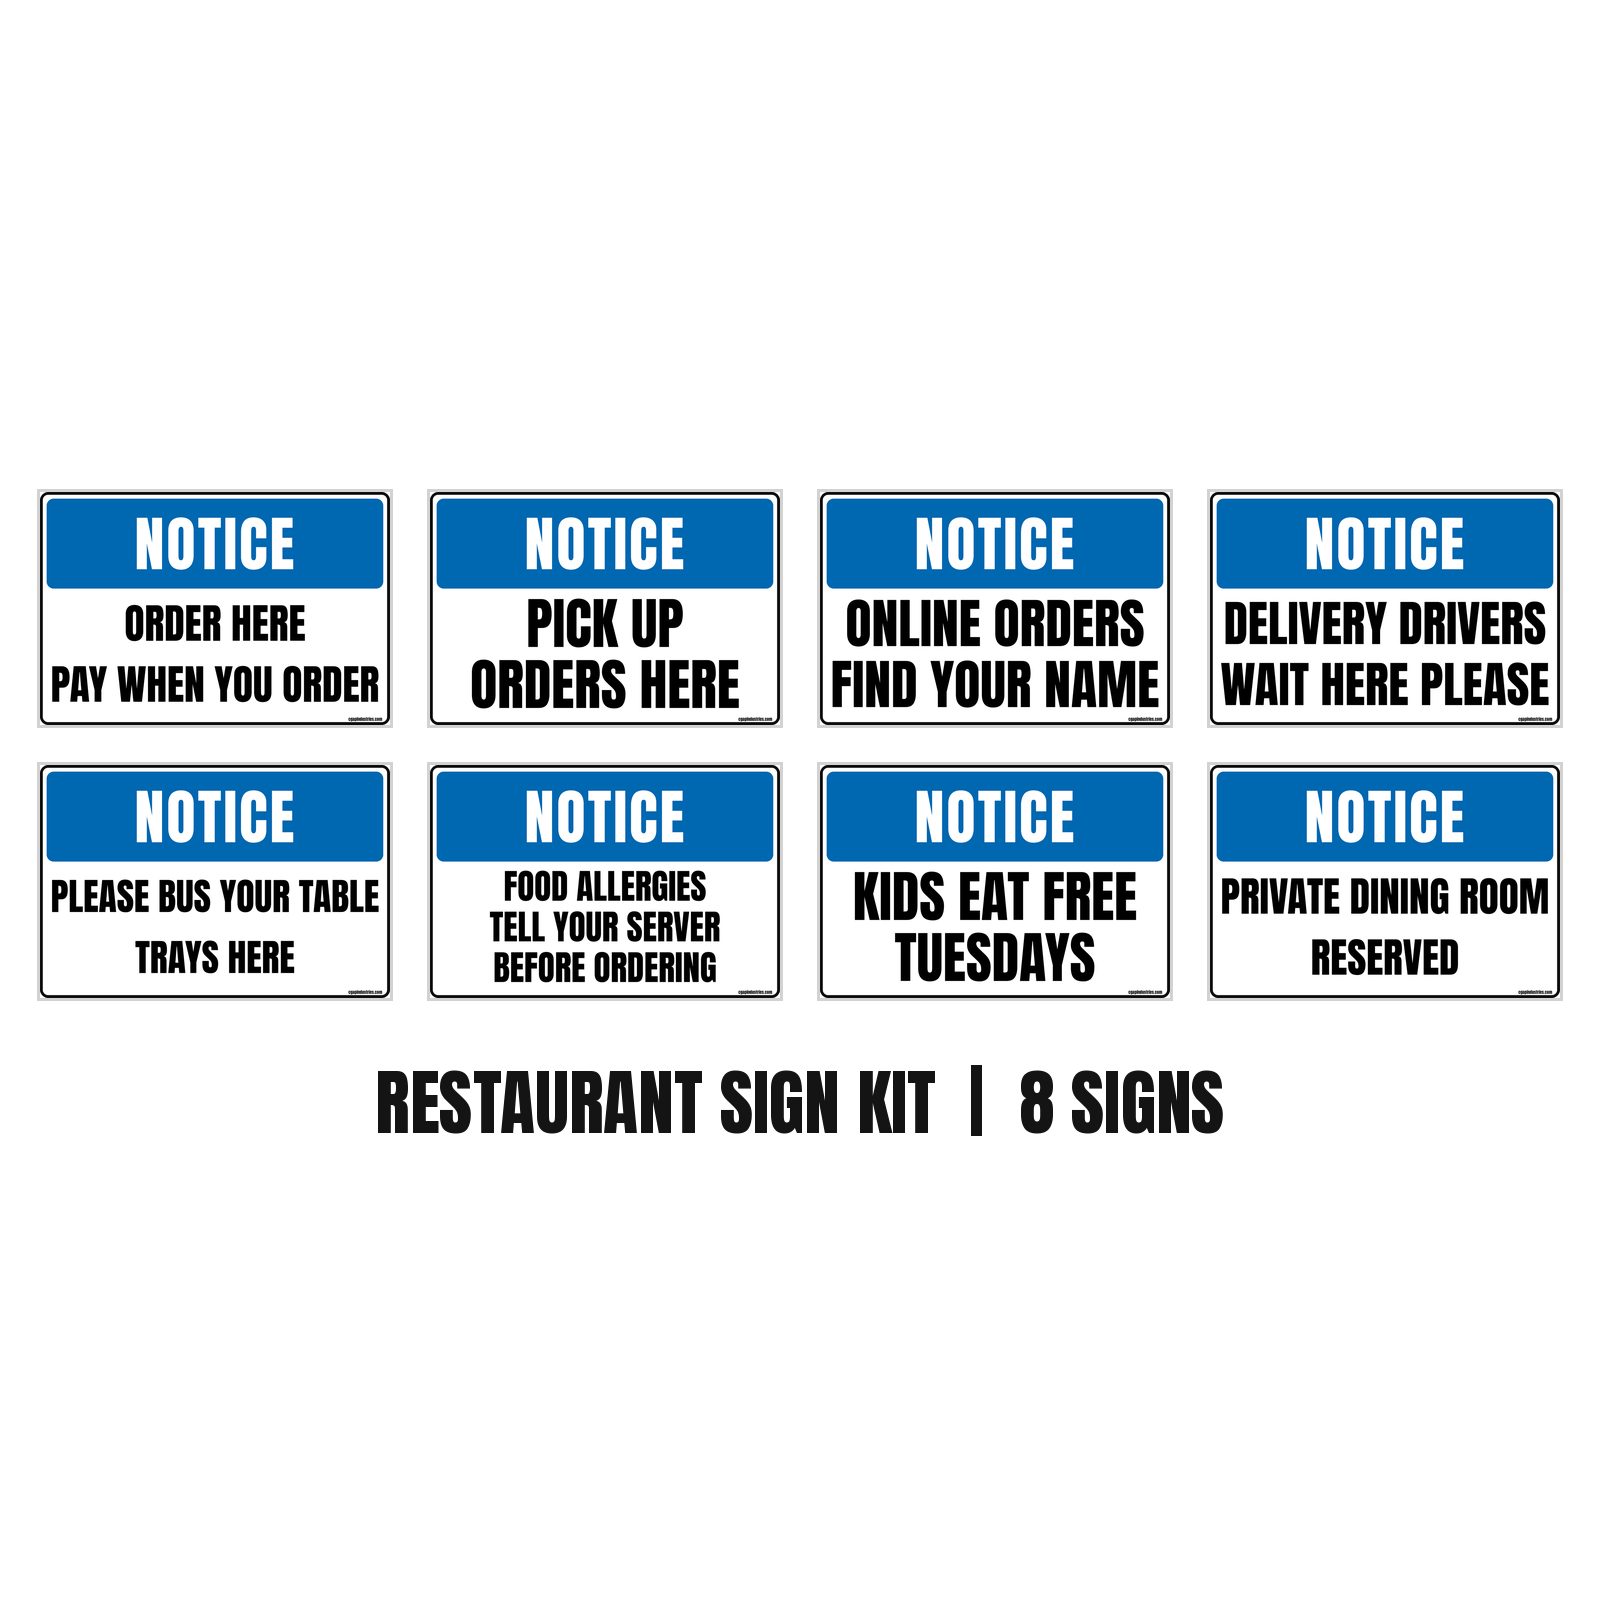 NOTICE
ORDER HERE
PAY WHEN YOU ORDER
NOTICE
PICK UP
ORDERS HERE
NOTICE
ONLINE ORDERS
FIND YOUR NAME
NOTICE
DELIVERY DRIVERS
WAIT HERE PLEASE
NOTICE
PLEASE BUS YOUR TABLE
TRAYS HERE
NOTICE
FOOD ALLERGIES
TELL YOUR SERVER
BEFORE ORDERING
NOTICE
KIDS EAT FREE
TUESDAYS
NOTICE
PRIVATE DINING ROOM
RESERVED
RESTAURANT SIGN KIT | 8 SIGNS